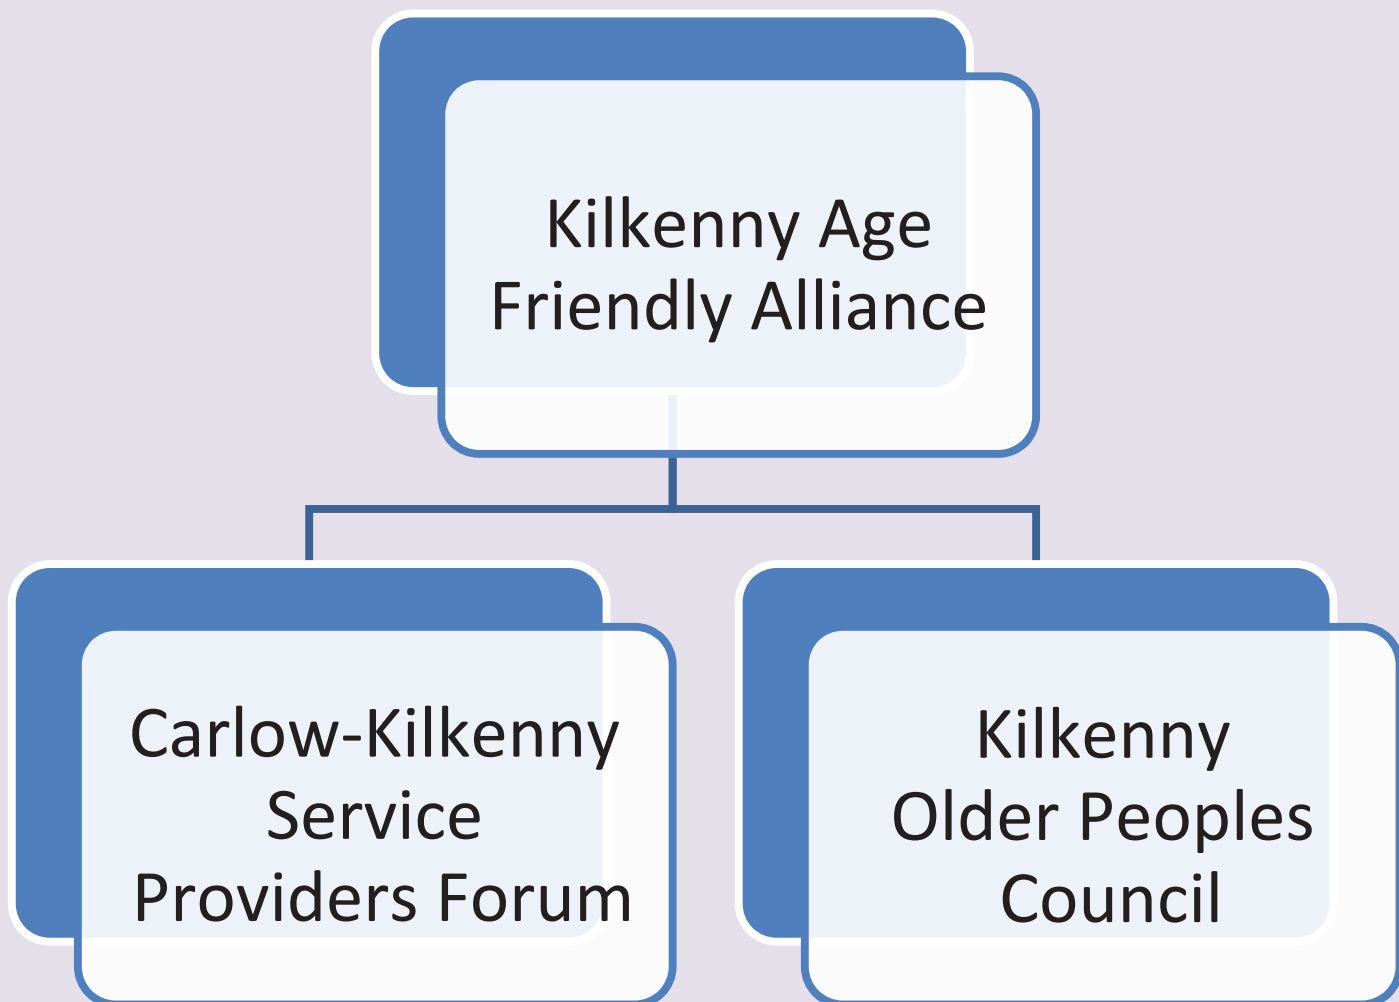 Kilkenny Age
Friendly Alliance
Carlow-Kilkenny
Service
Providers Forum
Kilkenny
Older Peoples
Council